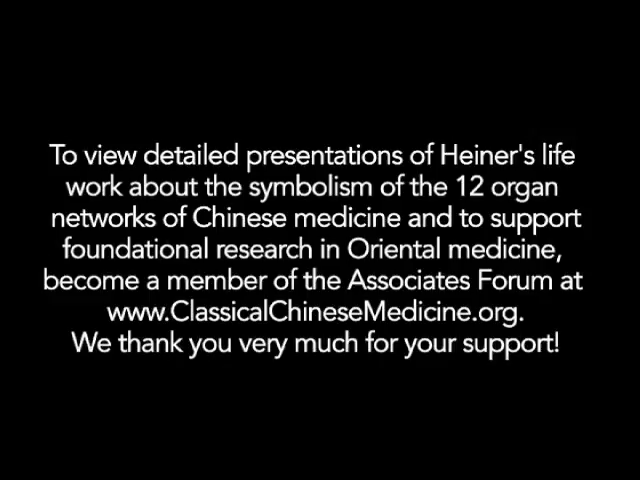 To view detailed presentations of Heiner's life
work about the symbolism of the 12 organ
networks of Chinese medicine and to support
foundational research in Oriental medicine,
become a member of the Associates Forum at
www.ClassicalChineseMedicine.org.
We thank you very much for your support!